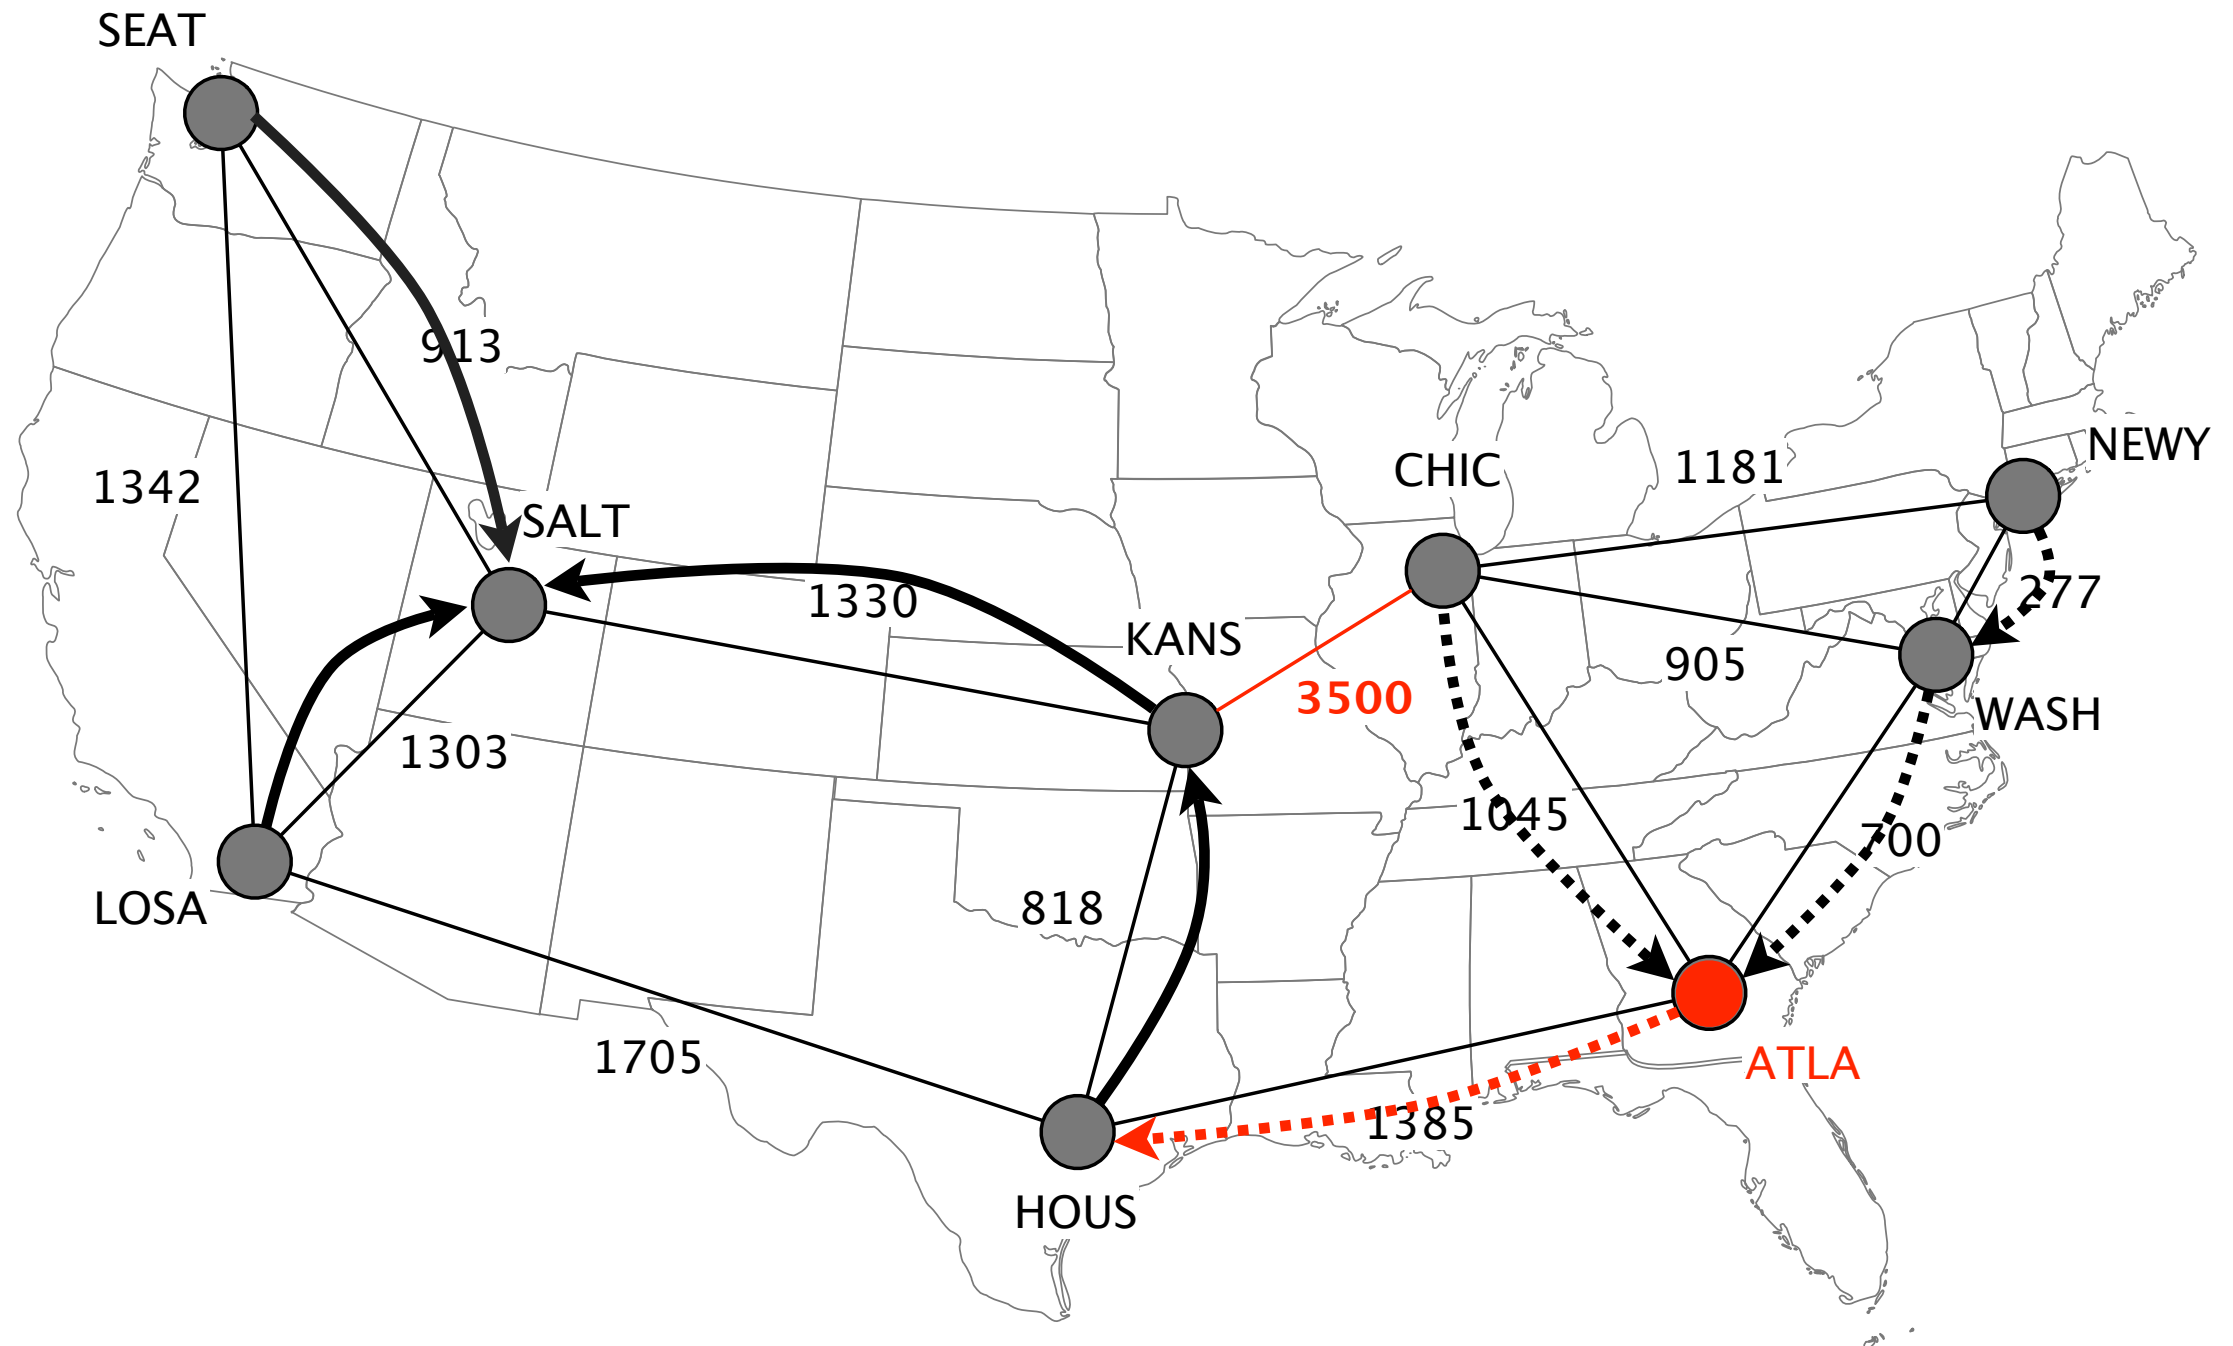 SEAT
913
1342
SALT
CHIC
1181
NEWY
1330
KANS
277
905
3500
WASH
1303
1045
700
LOSA
818
1705
ATLA
1385
HOUS